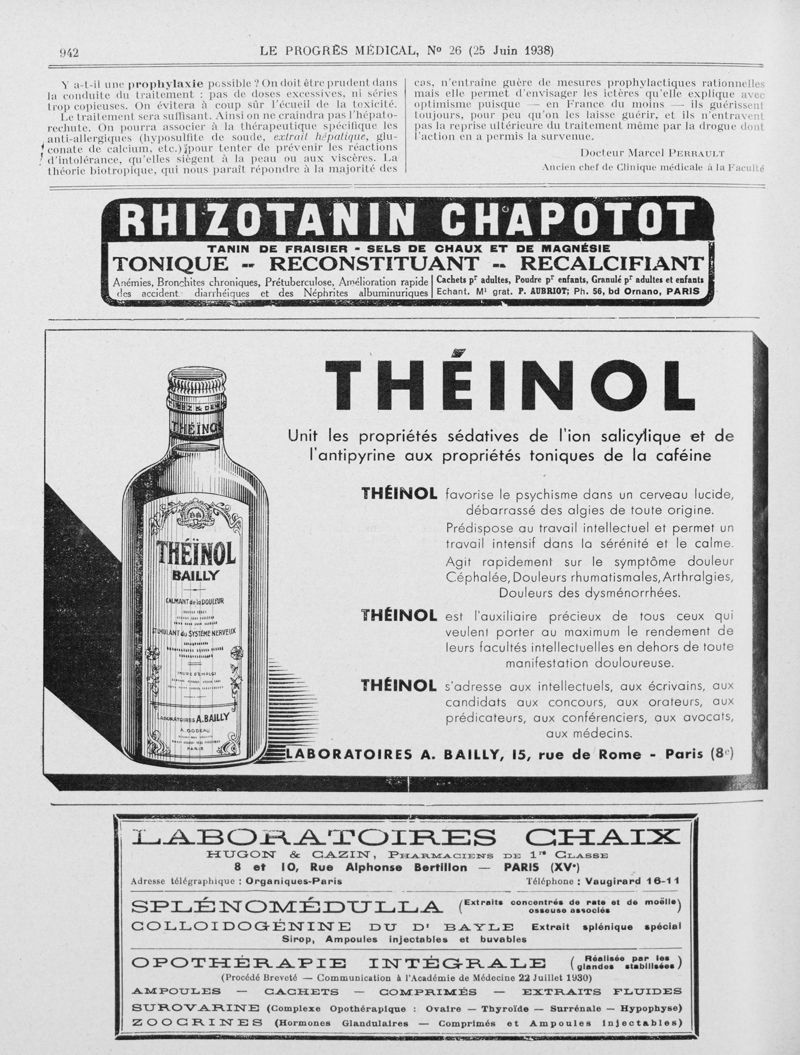 942
LE PROGRÈS MÉDICAL, N° 26 (25 Juin 1938)
Y a-t-il une prophylaxie possible ? On doit être prudent dans
la conduite du traitement : pas de doses excessives, ni séries
trop copieuses. On évitera à coup sûr l'écueil de la toxicité.
Le traitement sera suffisant. Ainsi on ne craindra pas l'hépato-
rechute. On pourra associer à la thérapeutique spécifique les
anti-allergiques (hyposulfite de soude, extrait hépatique, glu-
conate de calcium, etc.) pour tenter de prévenir les réactions
d'intolérance, qu'elles siègent à la peau ou aux viscères. La
théorie biotropique, qui nous paraît répondre à la majorité des
cas, n'entraîne guère de mesures prophylactiques rationnelles
mais elle permet d'envisager les ictères qu'elle explique avec
optimisme puisque — en France du moins — ils guérissent
toujours, pour peu qu'on les laisse guérir, et ils n'entravent
pas la reprise ultérieure du traitement même par la drogue dont
l'action en a permis la survenue.
Docteur Marcel PERRAULT
Ancien chef de Clinique médicale à la Faculté
RHIZOTANIN CHAPOTOT
TANIN DE FRAISIER - SELS DE CHAUX ET DE MAGNÉSIE
TONIQUE -- RECONSTITUANT -- RECALCIFIANT
Anémies, Bronchites chroniques, Prétuberculose, Amélioration rapide
des accident diarrhéiques et des Néphrites albuminuriques
Cachets pr adultes, Poudre pr enfants, Granulé pr adultes et enfants
Echant. Ml grat. P. AUBRIOT; Ph. 56, bd Ornano, PARIS
THÉINOL
Unit les propriétés sédatives de l'ion salicylique et de
l'antipyrine aux propriétés toniques de la caféine
THÉINOL favorise le psychisme dans un cerveau lucide,
débarrassé des algies de toute origine.
Prédispose au travail intellectuel et permet un
travail intensif dans la sérénité et le calme.
Agit rapidement sur le symptôme douleur
Céphalée, Douleurs rhumatismales, Arthralgies,
Douleurs des dysménorrhées.
THÉINOL est l'auxiliaire précieux de tous ceux qui
veulent porter au maximum le rendement de
leurs facultés intellectuelles en dehors de toute
manifestation douloureuse.
THÉINOL s'adresse aux intellectuels, aux écrivains, aux
candidats aux concours, aux orateurs, aux
prédicateurs, aux conférenciers, aux avocats,
aux médecins.
LABORATOIRES A. BAILLY, 15, rue de Rome - Paris (8e)
THÉINOL
THÉÏNOL
BAILLY
CALMANT de la DOULEUR
STIMULANT du SYSTÈME NERVEUX
MODE D'EMPLOI
LABORATOIRES A. BAILLY
A. GODEAU
PARIS
LABORATOIRES CHAIX
HUGON & CAZIN, PHARMACIENS DE 1re CLASSE
8 et 10, Rue Alphonse Bertillon — PARIS (XVe)
Adresse télégraphique : Organiques-Paris
Téléphone : Vaugirard 16-11
SPLÉNOMÉDULLA (Extraits concentrés de rate et de moëlle
osseuse associés)
COLLOIDOGÉNINE DU Dr BAYLE Extrait splénique spécial
Sirop, Ampoules injectables et buvables
OPOTHÉRAPIE INTÉGRALE (Réalisée par les
glandes stabilisées)
(Procédé Breveté — Communication à l'Académie de Médecine 22 Juillet 1930)
AMPOULES — CACHETS — COMPRIMÉS — EXTRAITS FLUIDES
SUROVARINE (Complexe Opothérapique : Ovaire — Thyroïde — Surrénale — Hypophyse)
ZOOCRINES (Hormones Glandulaires — Comprimés et Ampoules Injectables)